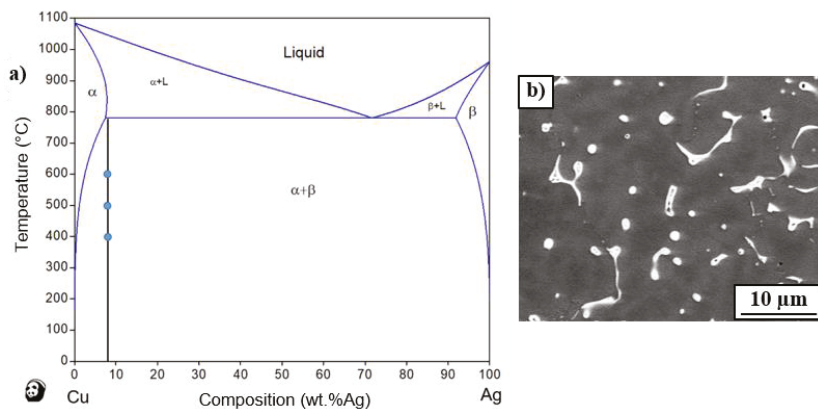 a)
1100
1000
900
800
700
600
500
400
300
200
100
0
Temperature (°C)
Liquid
α
α+L
β+L
β
α+β
0
10
20
30
40
50
60
70
80
90
100
Cu
Composition (wt.%Ag)
Ag
b)
10 µm